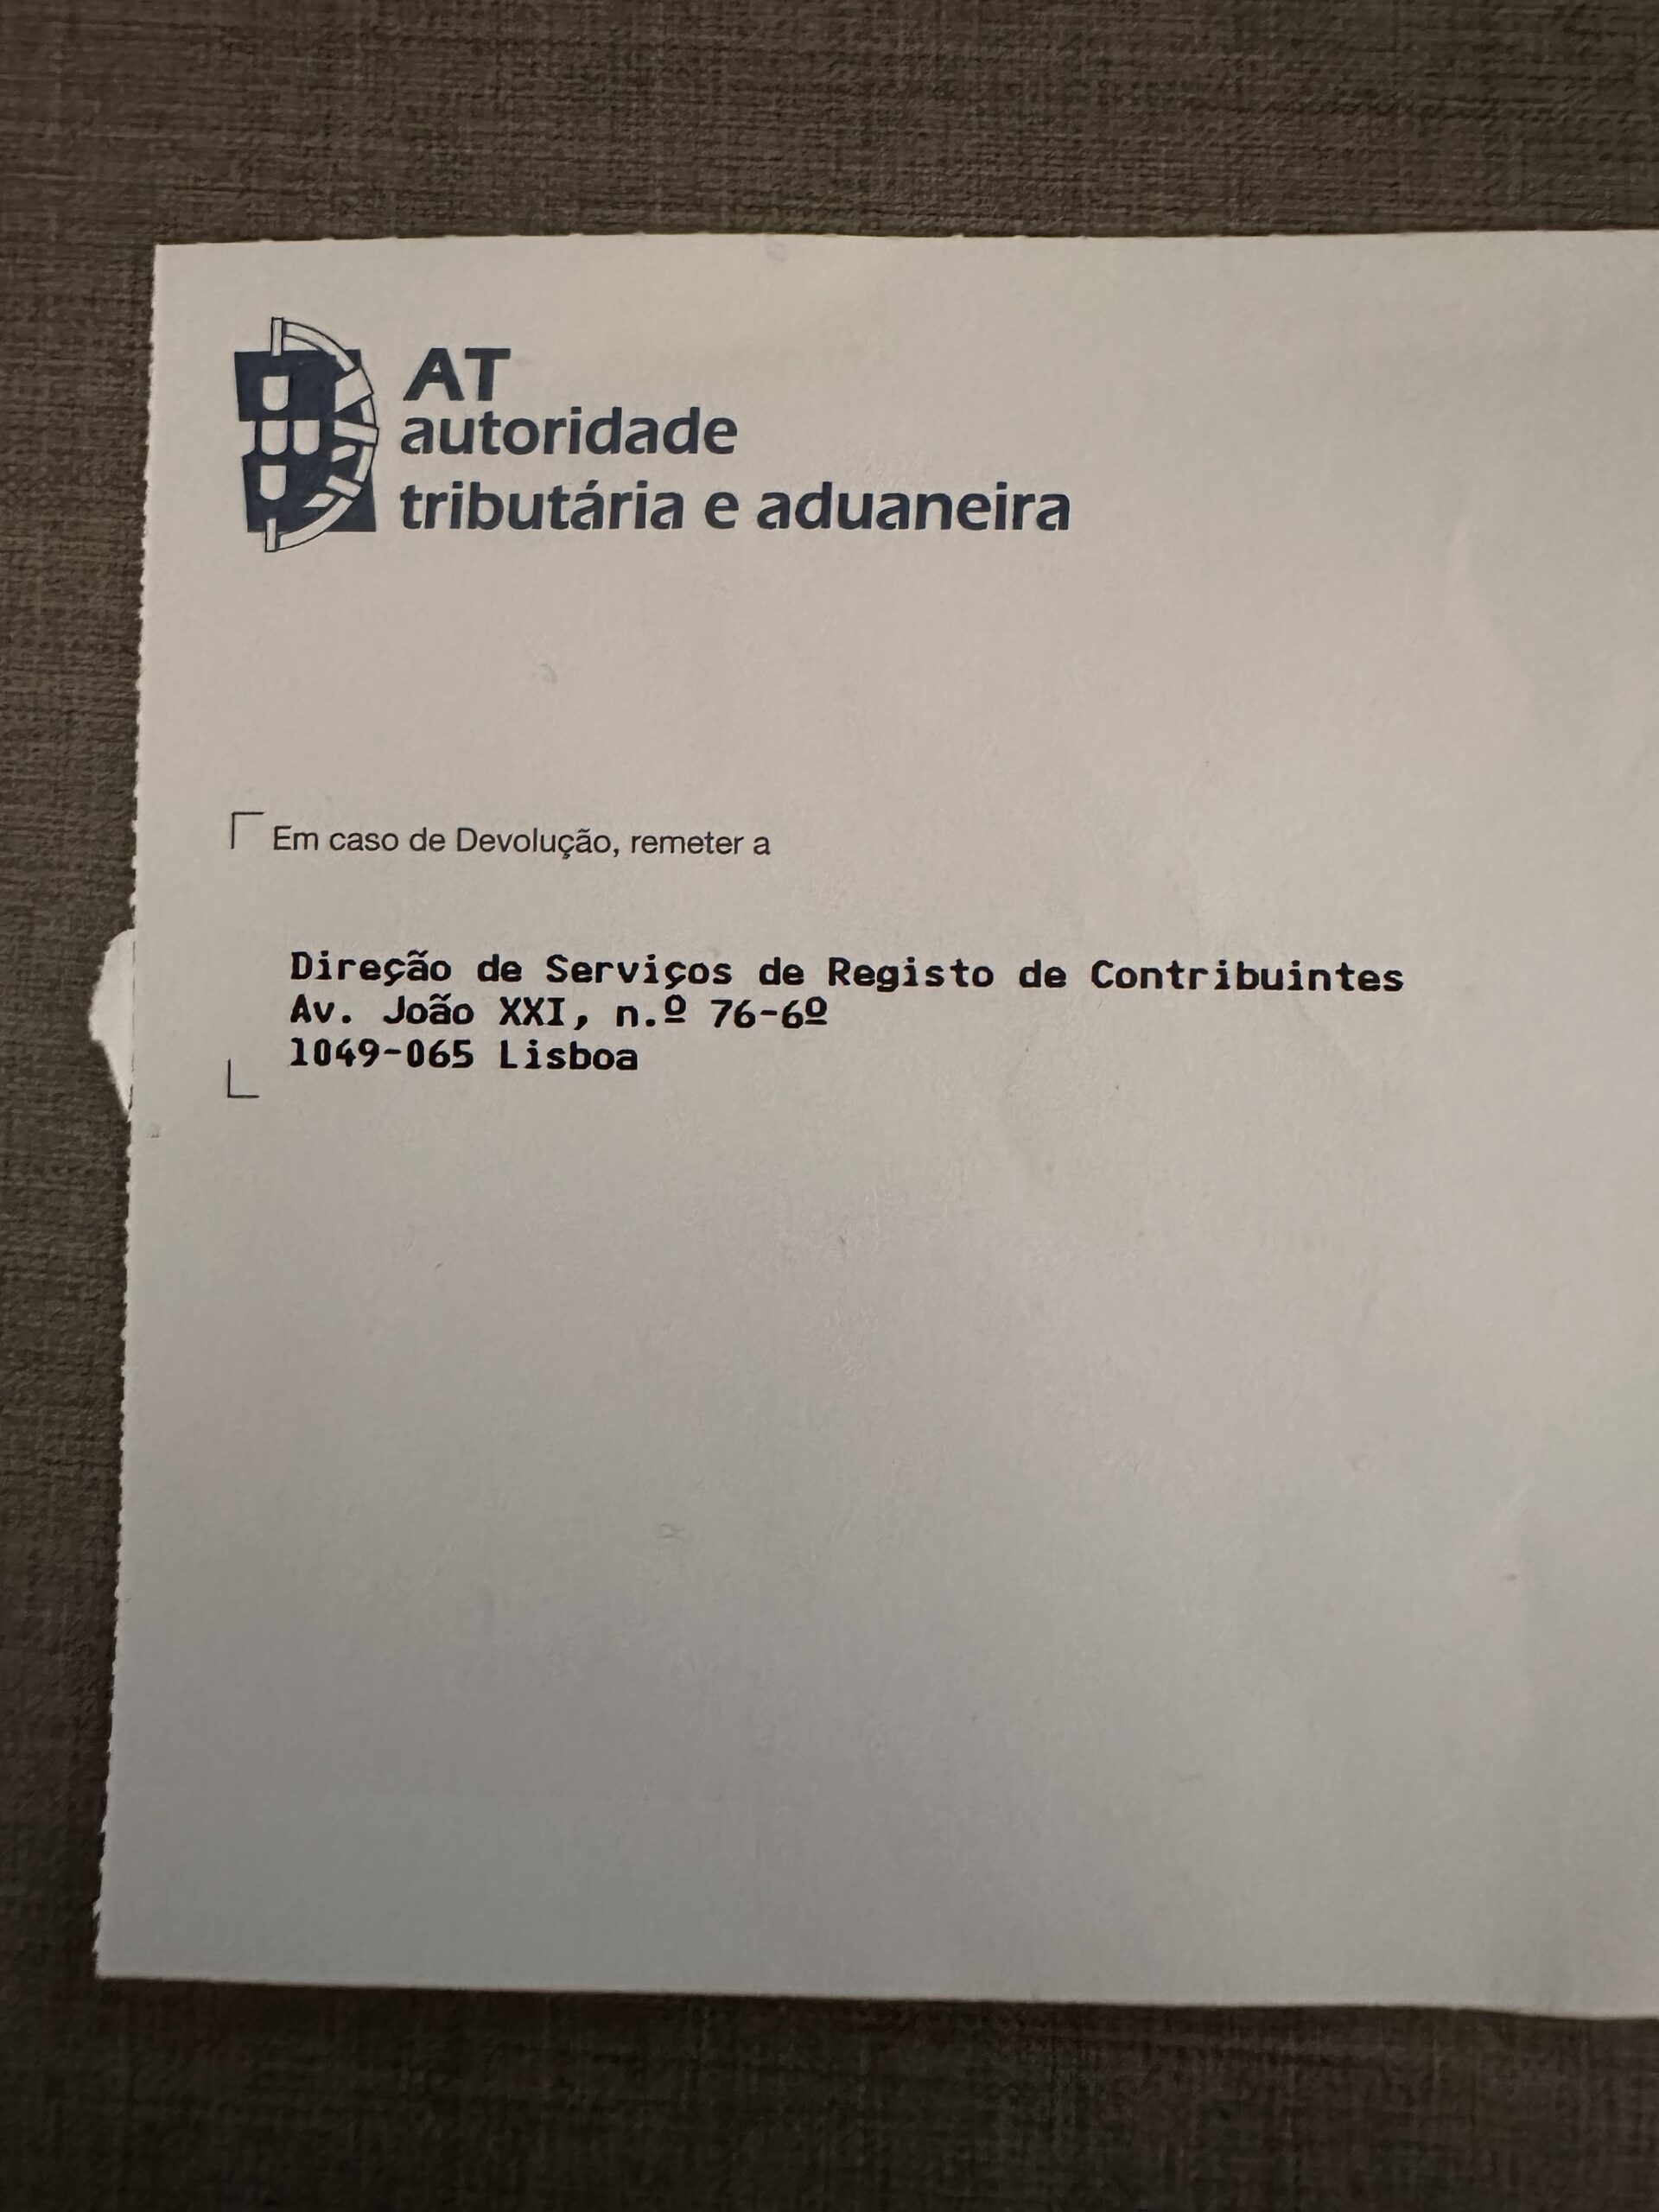 AT
autoridade
tributária e aduaneira
Em caso de Devolução, remeter a
Direção de Serviços de Registo de Contribuintes
Av. João XXI, n.º 76-6º
1049-065 Lisboa